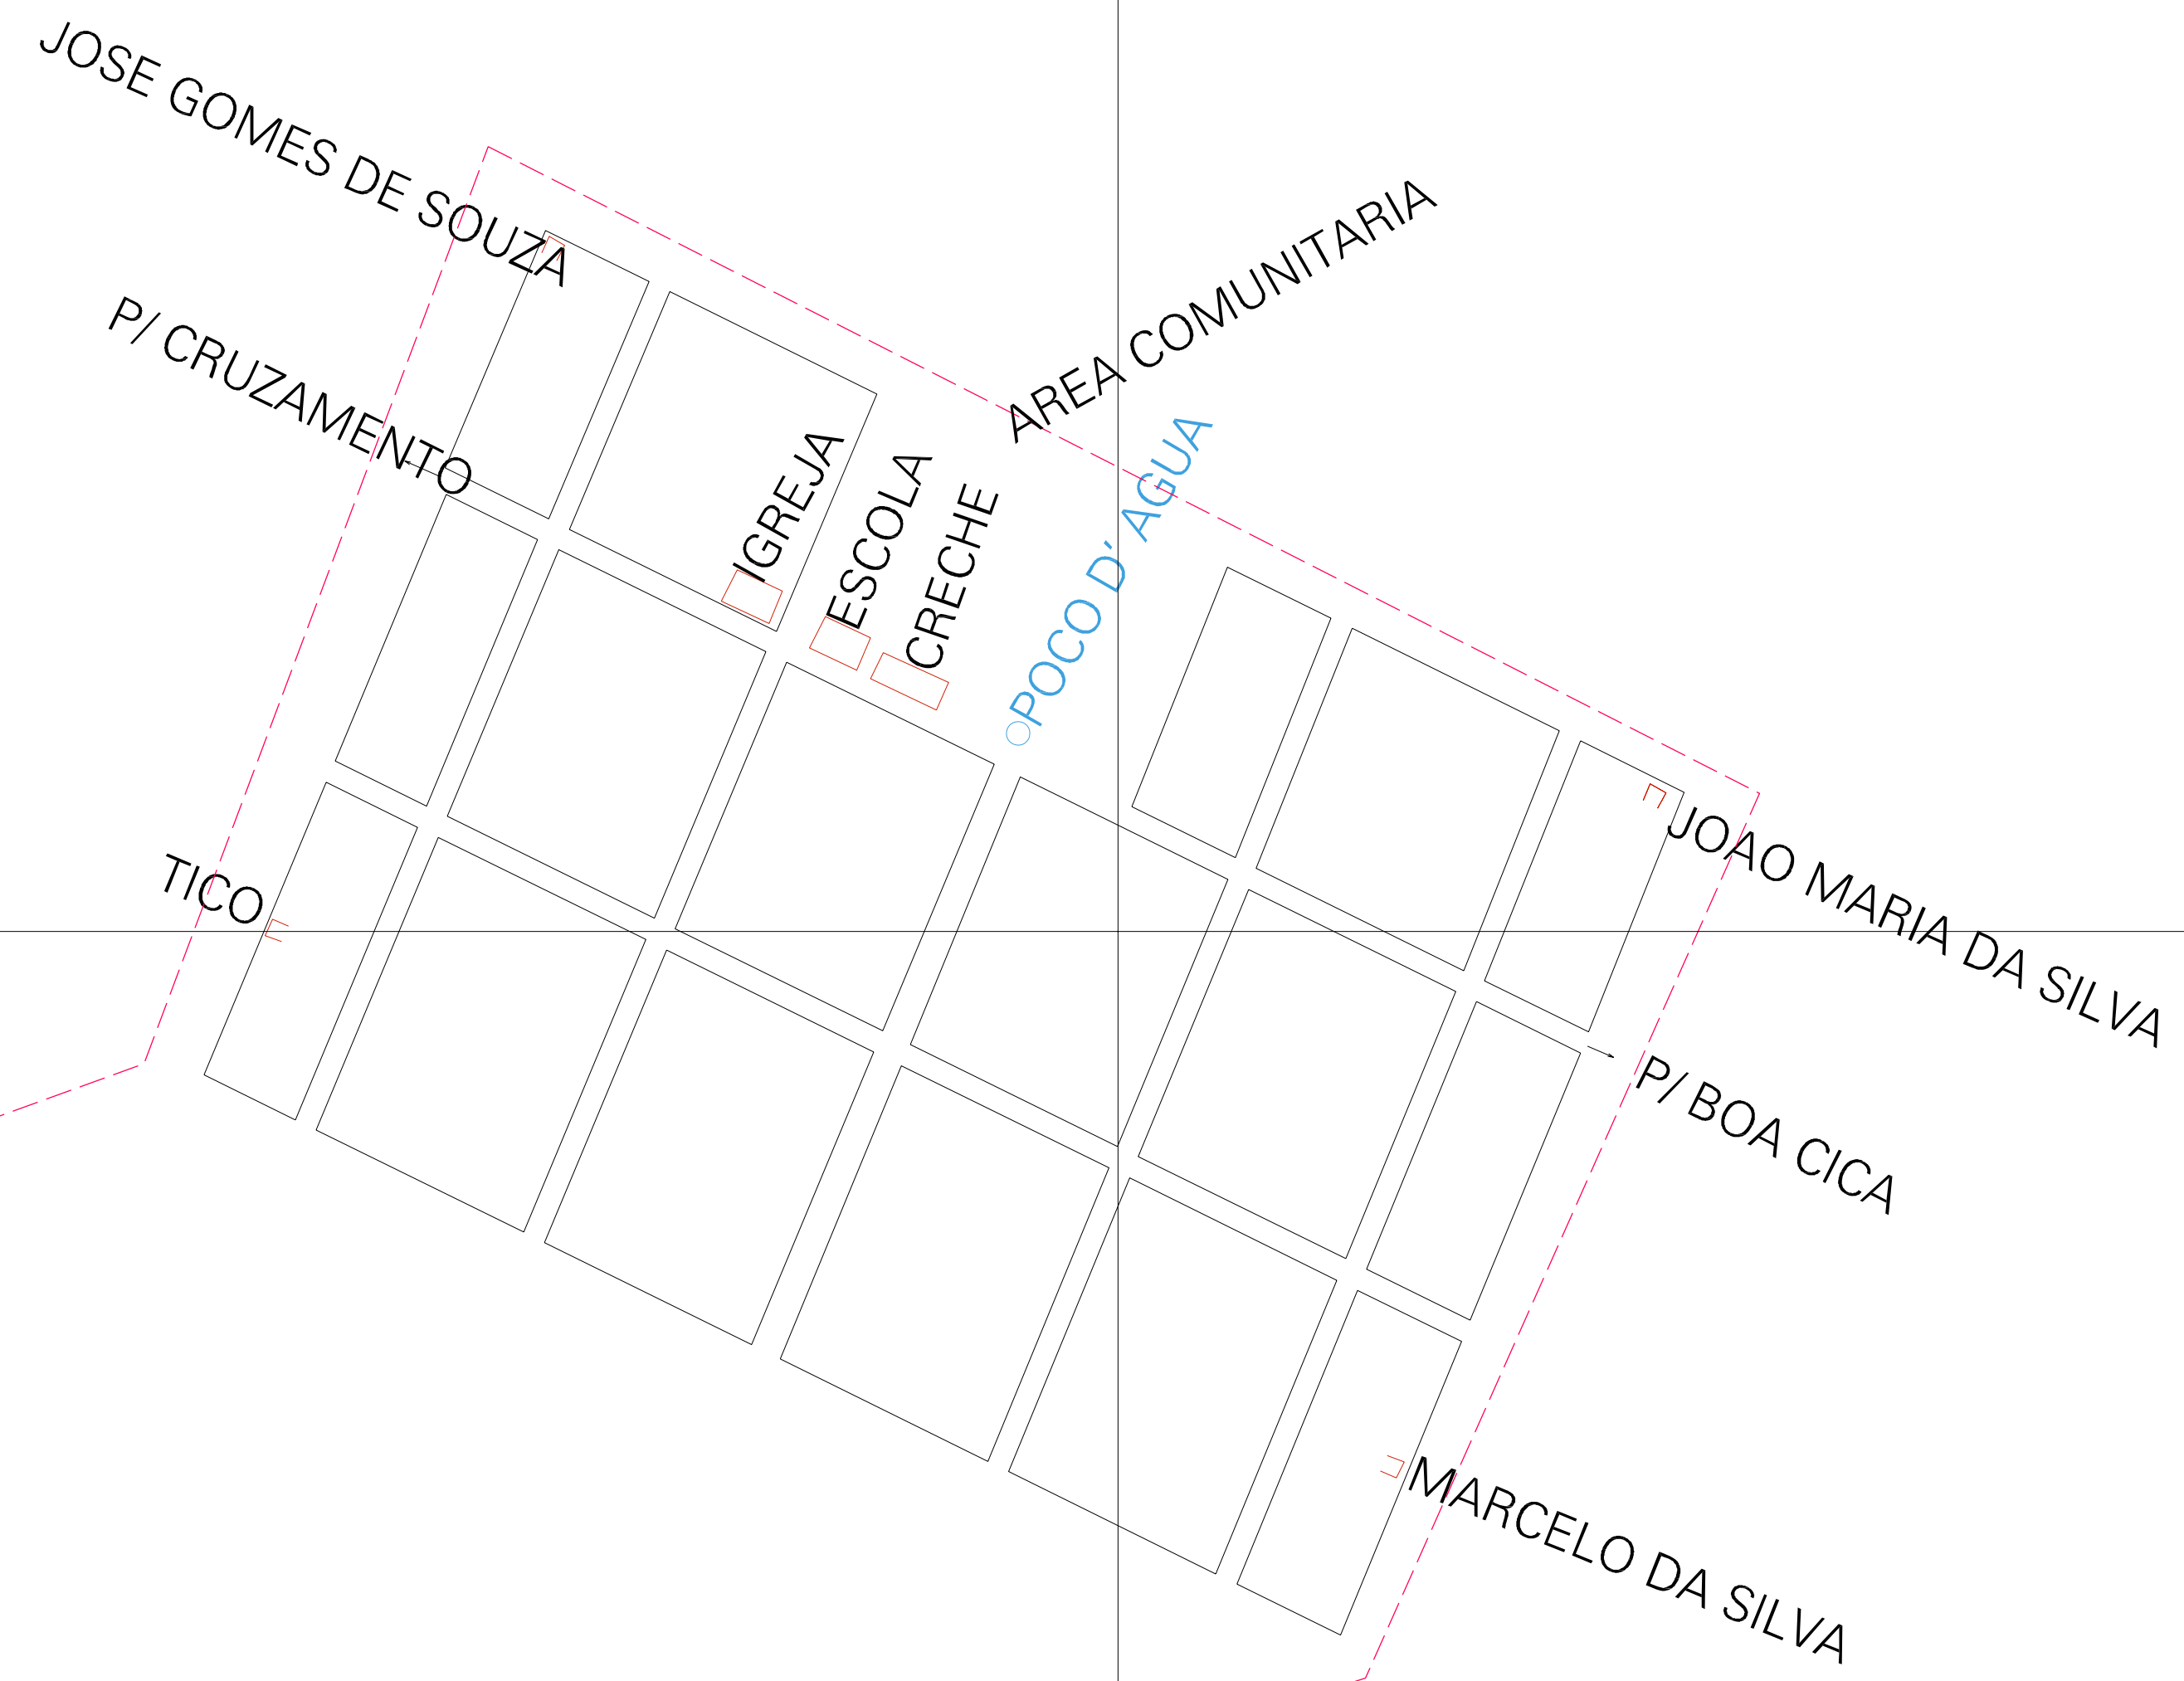 JOSE GOMES DE SOUZA
P/ CRUZAMENTO
AREA COMUNITARIA
IGREJA
ESCOLA
CRECHE
POCO D´AGUA
TICO
JOAO MARIA DA SILVA
P/ BOA CICA
MARCELO DA SILVA